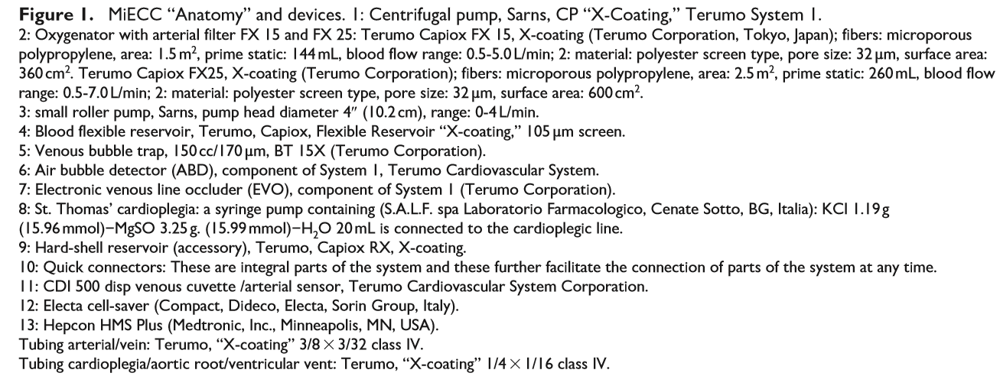 Figure 1. MiECC “Anatomy” and devices. 1: Centrifugal pump, Sarns, CP “X-Coating,” Terumo System 1.
2: Oxygenator with arterial filter FX 15 and FX 25: Terumo Capiox FX 15, X-coating (Terumo Corporation, Tokyo, Japan); fibers: microporous
polypropylene, area: 1.5 m², prime static: 144 mL, blood flow range: 0.5-5.0 L/min; 2: material: polyester screen type, pore size: 32 µm, surface area:
360 cm². Terumo Capiox FX25, X-coating (Terumo Corporation); fibers: microporous polypropylene, area: 2.5 m², prime static: 260 mL, blood flow
range: 0.5-7.0 L/min; 2: material: polyester screen type, pore size: 32 µm, surface area: 600 cm².
3: small roller pump, Sarns, pump head diameter 4″ (10.2 cm), range: 0-4 L/min.
4: Blood flexible reservoir, Terumo, Capiox, Flexible Reservoir “X-coating,” 105 µm screen.
5: Venous bubble trap, 150 cc/170 µm, BT 15X (Terumo Corporation).
6: Air bubble detector (ABD), component of System 1, Terumo Cardiovascular System.
7: Electronic venous line occluder (EVO), component of System 1 (Terumo Corporation).
8: St. Thomas’ cardioplegia: a syringe pump containing (S.A.L.F. spa Laboratorio Farmacologico, Cenate Sotto, BG, Italia): KCl 1.19 g
(15.96 mmol)–MgSO 3.25 g. (15.99 mmol)–H₂O 20 mL is connected to the cardioplegic line.
9: Hard-shell reservoir (accessory), Terumo, Capiox RX, X-coating.
10: Quick connectors: These are integral parts of the system and these further facilitate the connection of parts of the system at any time.
11: CDI 500 disp venous cuvette /arterial sensor, Terumo Cardiovascular System Corporation.
12: Electa cell-saver (Compact, Dideco, Electa, Sorin Group, Italy).
13: Hepcon HMS Plus (Medtronic, Inc., Minneapolis, MN, USA).
Tubing arterial/vein: Terumo, “X-coating” 3/8 × 3/32 class IV.
Tubing cardioplegia/aortic root/ventricular vent: Terumo, “X-coating” 1/4 × 1/16 class IV.